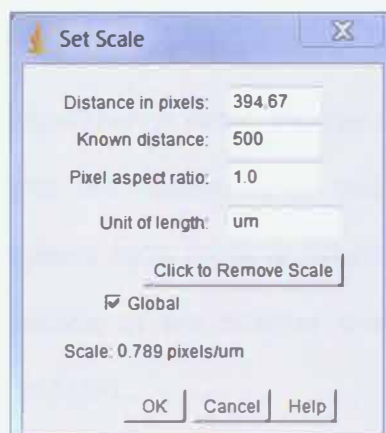 Set Scale
Distance in pixels: 394.67
Known distance: 500
Pixel aspect ratio: 1.0
Unit of length: um
Click to Remove Scale
Global
Scale: 0.789 pixels/um
OK Cancel Help